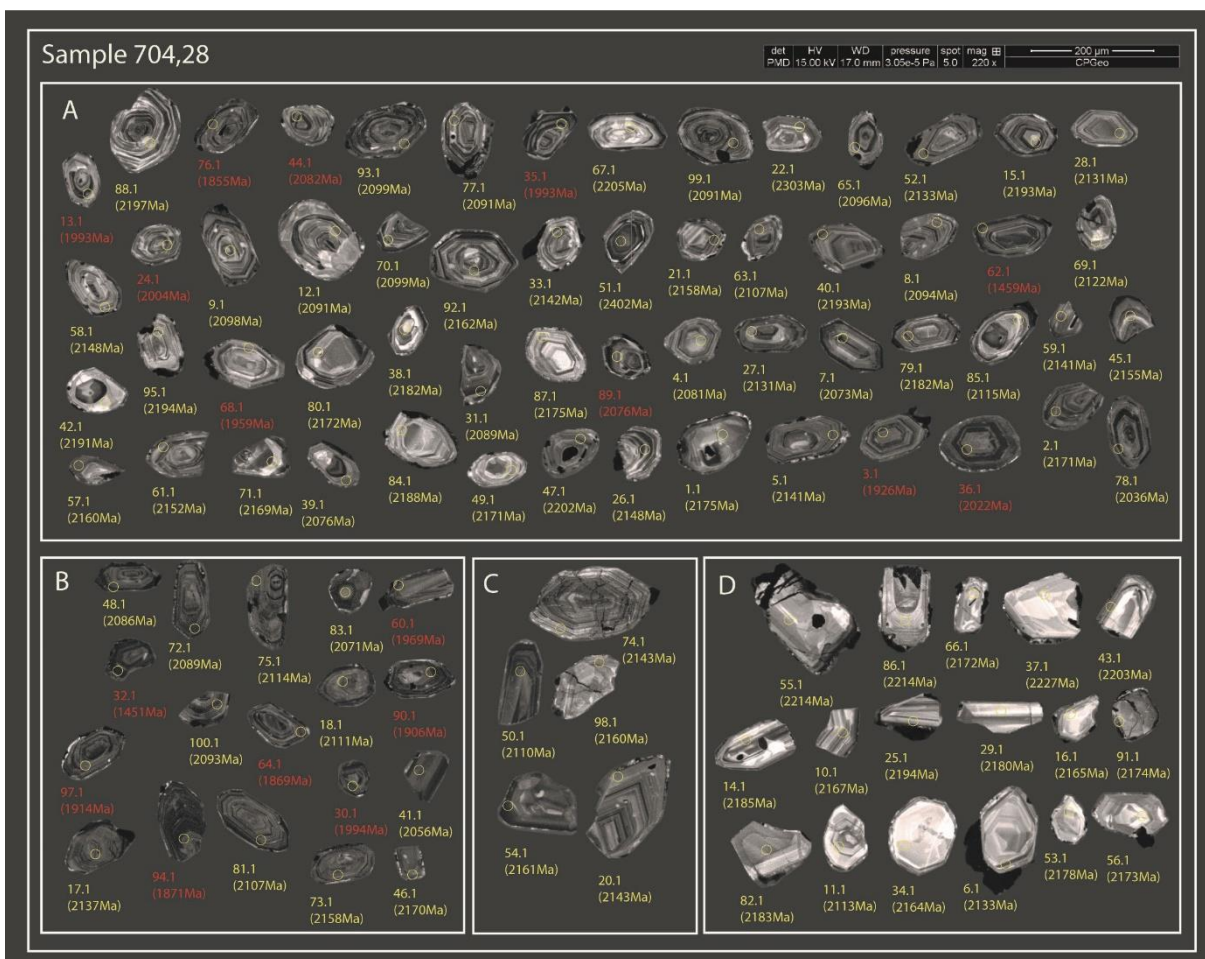 Sample 704,28
det HV WD pressure spot mag ⊞ 200 µm
PMD 15.00 kV 17.0 mm 3.05e-5 Pa 5.0 220 x CPGeo
A
88.1
(2197Ma)
76.1
(1855Ma)
44.1
(2082Ma)
93.1
(2099Ma)
77.1
(2091Ma)
35.1
(1993Ma)
67.1
(2205Ma)
99.1
(2091Ma)
22.1
(2303Ma)
65.1
(2096Ma)
52.1
(2133Ma)
15.1
(2193Ma)
28.1
(2131Ma)
13.1
(1993Ma)
24.1
(2004Ma)
9.1
(2098Ma)
12.1
(2091Ma)
70.1
(2099Ma)
92.1
(2162Ma)
33.1
(2142Ma)
51.1
(2402Ma)
21.1
(2158Ma)
63.1
(2107Ma)
40.1
(2193Ma)
8.1
(2094Ma)
62.1
(1459Ma)
69.1
(2122Ma)
58.1
(2148Ma)
95.1
(2194Ma)
68.1
(1959Ma)
80.1
(2172Ma)
38.1
(2182Ma)
31.1
(2089Ma)
87.1
(2175Ma)
89.1
(2076Ma)
4.1
(2081Ma)
27.1
(2131Ma)
7.1
(2073Ma)
79.1
(2182Ma)
85.1
(2115Ma)
59.1
(2141Ma)
45.1
(2155Ma)
42.1
(2191Ma)
57.1
(2160Ma)
61.1
(2152Ma)
71.1
(2169Ma)
39.1
(2076Ma)
84.1
(2188Ma)
49.1
(2171Ma)
47.1
(2202Ma)
26.1
(2148Ma)
1.1
(2175Ma)
5.1
(2141Ma)
3.1
(1926Ma)
36.1
(2022Ma)
2.1
(2171Ma)
78.1
(2036Ma)
B
48.1
(2086Ma)
72.1
(2089Ma)
75.1
(2114Ma)
83.1
(2071Ma)
60.1
(1969Ma)
32.1
(1451Ma)
100.1
(2093Ma)
64.1
(1869Ma)
18.1
(2111Ma)
90.1
(1906Ma)
97.1
(1914Ma)
30.1
(1994Ma)
41.1
(2056Ma)
17.1
(2137Ma)
94.1
(1871Ma)
81.1
(2107Ma)
73.1
(2158Ma)
46.1
(2170Ma)
C
74.1
(2143Ma)
50.1
(2110Ma)
98.1
(2160Ma)
54.1
(2161Ma)
20.1
(2143Ma)
D
55.1
(2214Ma)
86.1
(2214Ma)
66.1
(2172Ma)
37.1
(2227Ma)
43.1
(2203Ma)
14.1
(2185Ma)
10.1
(2167Ma)
25.1
(2194Ma)
29.1
(2180Ma)
16.1
(2165Ma)
91.1
(2174Ma)
82.1
(2183Ma)
11.1
(2113Ma)
34.1
(2164Ma)
6.1
(2133Ma)
53.1
(2178Ma)
56.1
(2173Ma)